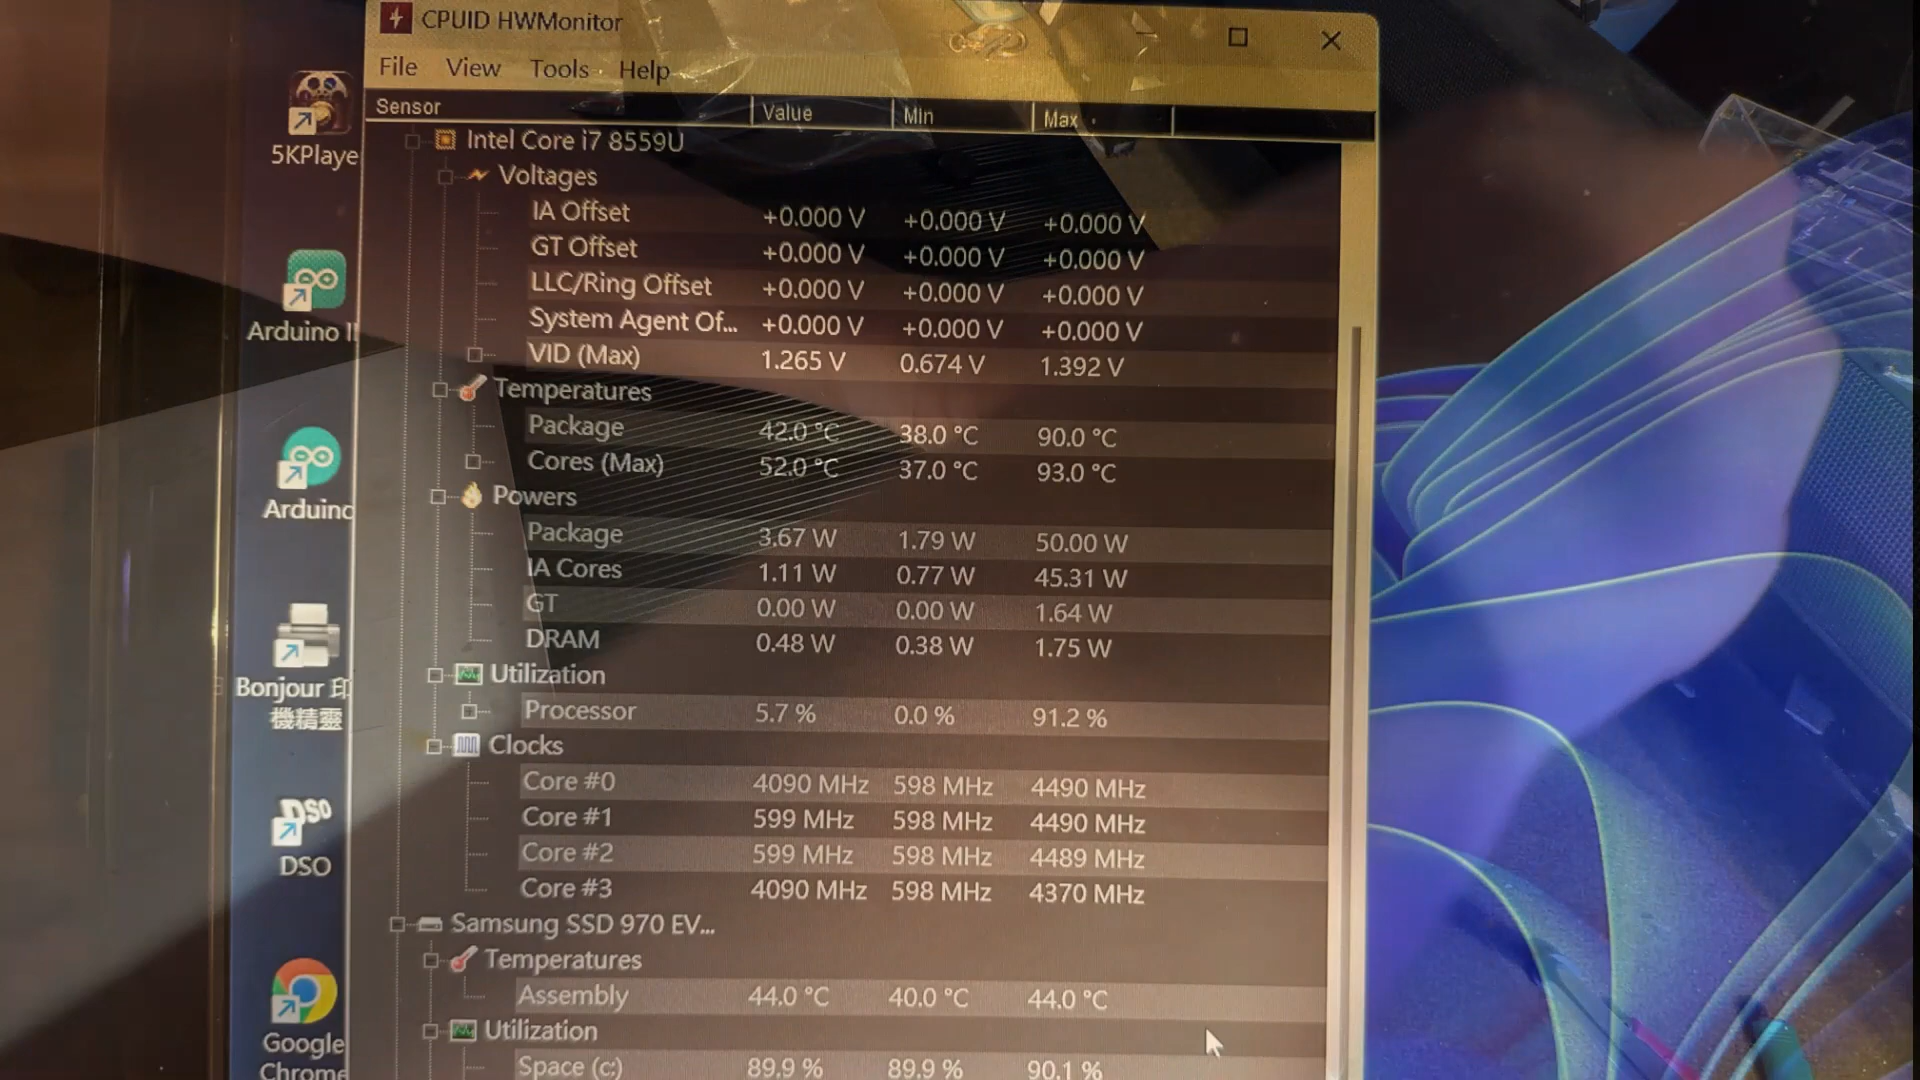 CPUID HWMonitor
File View Tools Help
Sensor Value Min Max
Intel Core i7 8559U
Voltages
IA Offset +0.000 V +0.000 V +0.000 V
GT Offset +0.000 V +0.000 V +0.000 V
LLC/Ring Offset +0.000 V +0.000 V +0.000 V
System Agent Of... +0.000 V +0.000 V +0.000 V
VID (Max) 1.265 V 0.674 V 1.392 V
Temperatures
Package 42.0 °C 38.0 °C 90.0 °C
Cores (Max) 52.0 °C 37.0 °C 93.0 °C
Powers
Package 3.67 W 1.79 W 50.00 W
IA Cores 1.11 W 0.77 W 45.31 W
GT 0.00 W 0.00 W 1.64 W
DRAM 0.48 W 0.38 W 1.75 W
Utilization
Processor 5.7 % 0.0 % 91.2 %
Clocks
Core #0 4090 MHz 598 MHz 4490 MHz
Core #1 599 MHz 598 MHz 4490 MHz
Core #2 599 MHz 598 MHz 4489 MHz
Core #3 4090 MHz 598 MHz 4370 MHz
Samsung SSD 970 EV...
Temperatures
Assembly 44.0 °C 40.0 °C 44.0 °C
Utilization
Space (c:) 89.9 % 89.9 % 90.1 %
5KPlaye
Arduino I
Arduino
Bonjour 印
機精靈
DSO
DSO
Google
Chrome